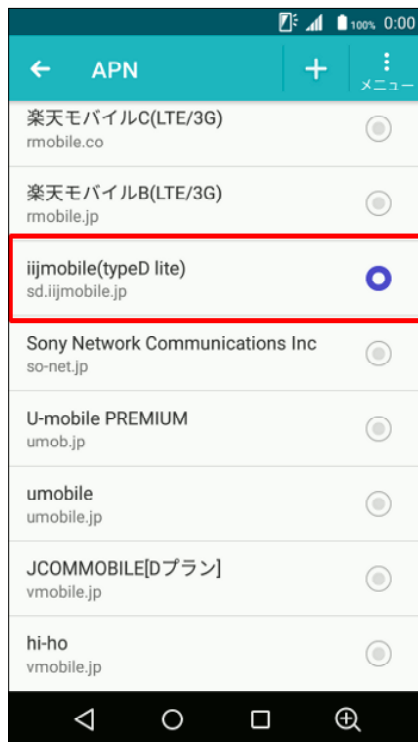 100% 0:00
APN
メニュー
楽天モバイルC(LTE/3G)
rmobile.co
楽天モバイルB(LTE/3G)
rmobile.jp
iijmobile(typeD lite)
sd.iijmobile.jp
Sony Network Communications Inc
so-net.jp
U-mobile PREMIUM
umob.jp
umobile
umobile.jp
JCOMMOBILE[Dプラン]
vmobile.jp
hi-ho
vmobile.jp